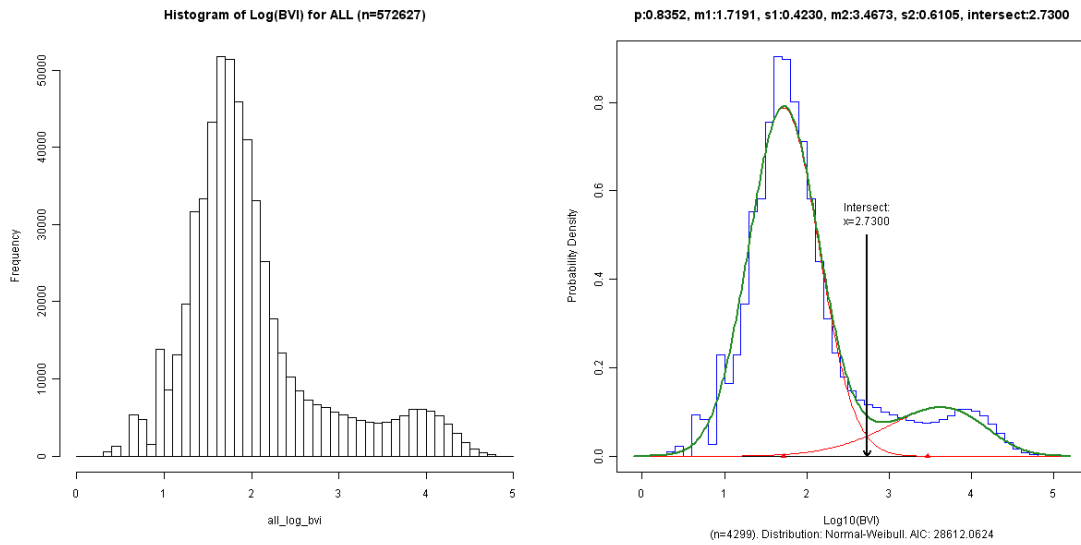 Histogram of Log(BVI) for ALL (n=572627)
Frequency
50000
40000
30000
20000
10000
0
0 1 2 3 4 5
all_log_bvi
p:0.8352, m1:1.7191, s1:0.4230, m2:3.4673, s2:0.6105, intersect:2.7300
Probability Density
0.8
0.6
0.4
0.2
0.0
Intersect:
x=2.7300
0 1 2 3 4 5
Log10(BVI)
(n=4299). Distribution: Normal-Weibull. AIC: 28612.0624